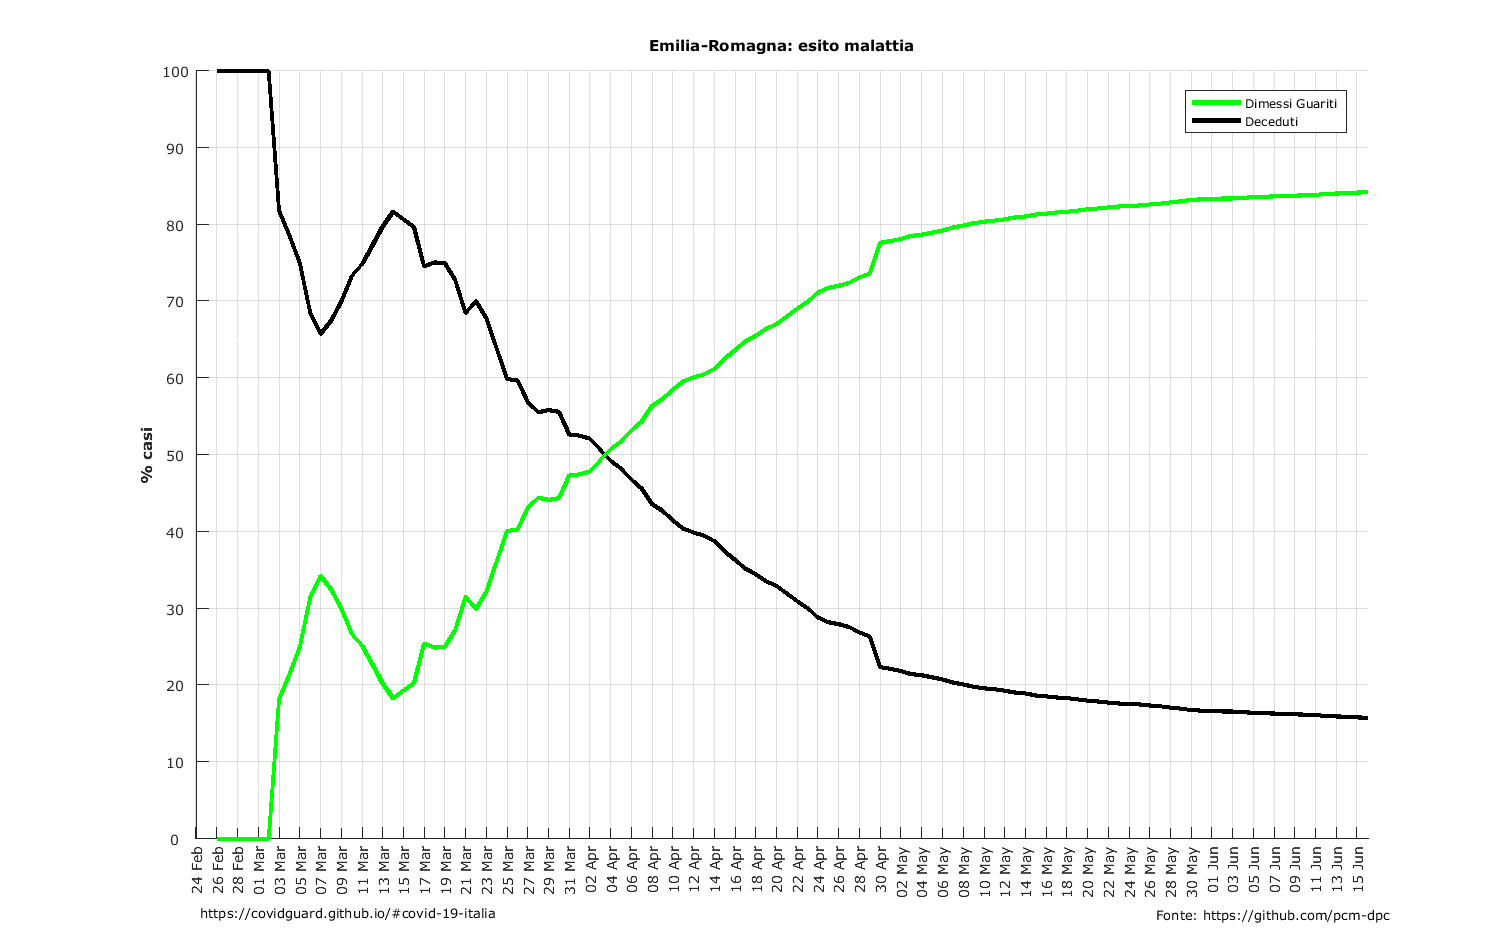 Emilia-Romagna: esito malattia
Dimessi Guariti
Deceduti
% casi
100
90
80
70
60
50
40
30
20
10
0
24 Feb
26 Feb
28 Feb
01 Mar
03 Mar
05 Mar
07 Mar
09 Mar
11 Mar
13 Mar
15 Mar
17 Mar
19 Mar
21 Mar
23 Mar
25 Mar
27 Mar
29 Mar
31 Mar
02 Apr
04 Apr
06 Apr
08 Apr
10 Apr
12 Apr
14 Apr
16 Apr
18 Apr
20 Apr
22 Apr
24 Apr
26 Apr
28 Apr
30 Apr
02 May
04 May
06 May
08 May
10 May
12 May
14 May
16 May
18 May
20 May
22 May
24 May
26 May
28 May
30 May
01 Jun
03 Jun
05 Jun
07 Jun
09 Jun
11 Jun
13 Jun
15 Jun
https://covidguard.github.io/#covid-19-italia
Fonte: https://github.com/pcm-dpc